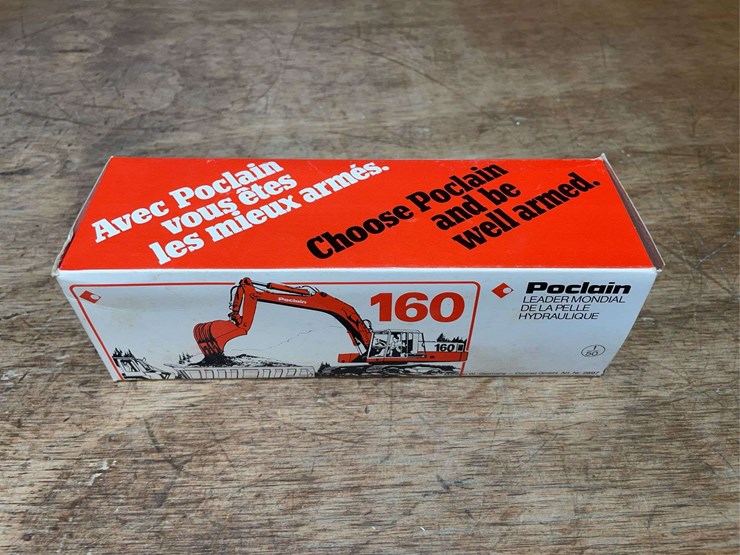 Avec Poclain
vous êtes
les mieux armés.
Choose Poclain
and be
well armed.
Poclain
160
160
Poclain
LEADER MONDIAL
DE LA PELLE
HYDRAULIQUE
1
50